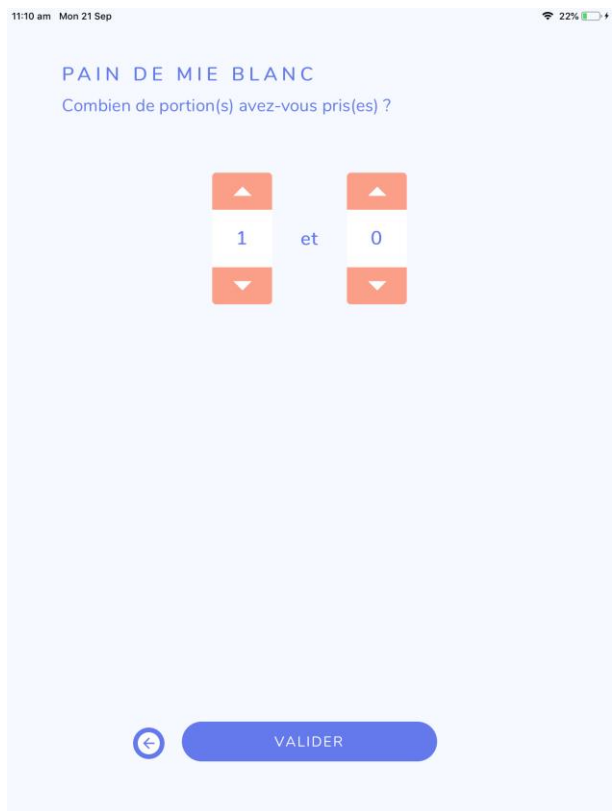 11:10 am Mon 21 Sep 22%
PAIN DE MIE BLANC
Combien de portion(s) avez-vous pris(es) ?
1 et 0
VALIDER